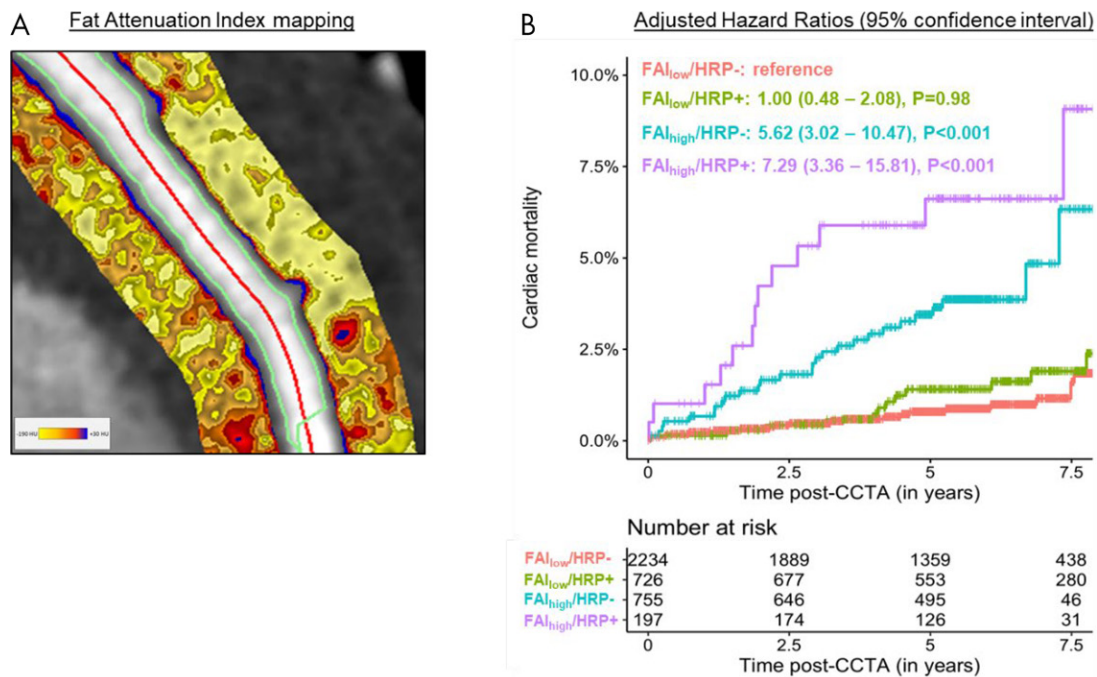 A
Fat Attenuation Index mapping
-190 HU
+30 HU
B
Adjusted Hazard Ratios (95% confidence interval)
FAIlow/HRP-: reference
FAIlow/HRP+: 1.00 (0.48 – 2.08), P=0.98
FAIhigh/HRP-: 5.62 (3.02 – 10.47), P<0.001
FAIhigh/HRP+: 7.29 (3.36 – 15.81), P<0.001
Cardiac mortality
10.0%
7.5%
5.0%
2.5%
0.0%
0 2.5 5 7.5
Time post-CCTA (in years)
Number at risk
FAIlow/HRP- 2234 1889 1359 438
FAIlow/HRP+ 726 677 553 280
FAIhigh/HRP- 755 646 495 46
FAIhigh/HRP+ 197 174 126 31
0 2.5 5 7.5
Time post-CCTA (in years)